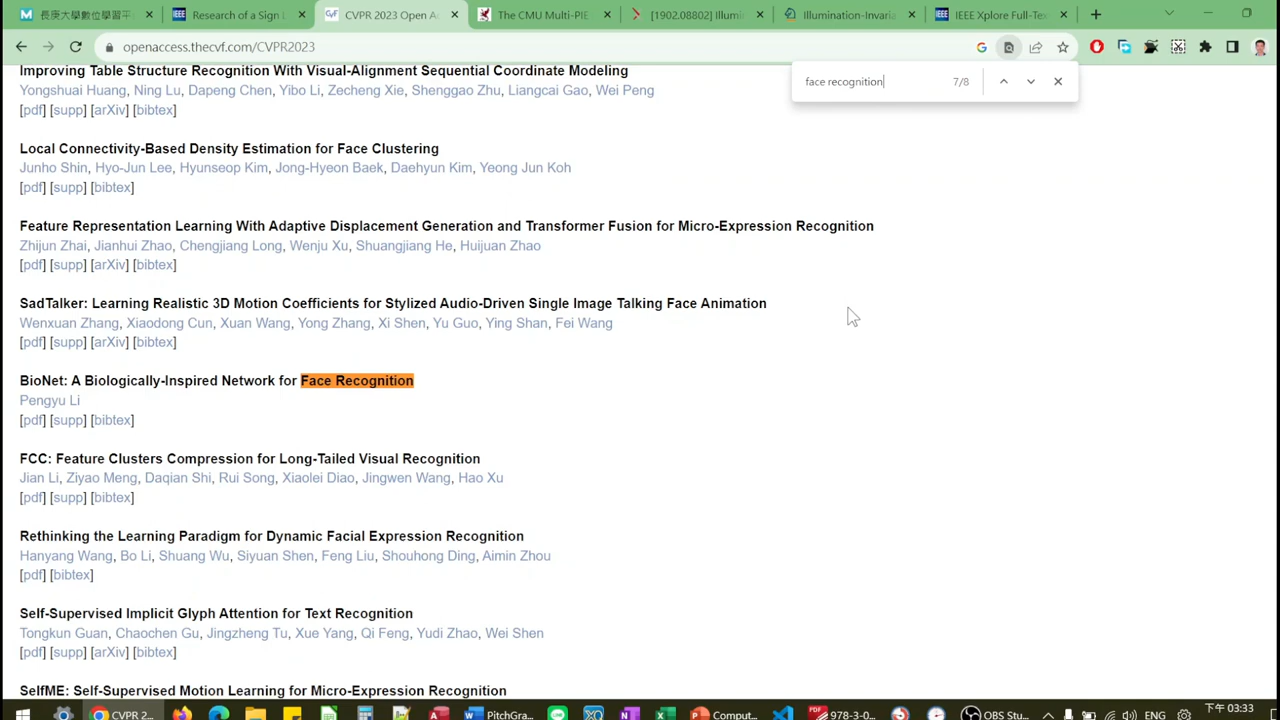 長庚大學數位學習平
Research of a Sign L
CVPR 2023 Open Ac
The CMU Multi-PIE
[1902.08802] Illumin
Illumination-Invaria
IEEE Xplore Full-Tex
openaccess.thecvf.com/CVPR2023
face recognition 7/8
Improving Table Structure Recognition With Visual-Alignment Sequential Coordinate Modeling
Yongshuai Huang, Ning Lu, Dapeng Chen, Yibo Li, Zecheng Xie, Shenggao Zhu, Liangcai Gao, Wei Peng
[pdf] [supp] [arXiv] [bibtex]
Local Connectivity-Based Density Estimation for Face Clustering
Junho Shin, Hyo-Jun Lee, Hyunseop Kim, Jong-Hyeon Baek, Daehyun Kim, Yeong Jun Koh
[pdf] [supp] [bibtex]
Feature Representation Learning With Adaptive Displacement Generation and Transformer Fusion for Micro-Expression Recognition
Zhijun Zhai, Jianhui Zhao, Chengjiang Long, Wenju Xu, Shuangjiang He, Huijuan Zhao
[pdf] [supp] [arXiv] [bibtex]
SadTalker: Learning Realistic 3D Motion Coefficients for Stylized Audio-Driven Single Image Talking Face Animation
Wenxuan Zhang, Xiaodong Cun, Xuan Wang, Yong Zhang, Xi Shen, Yu Guo, Ying Shan, Fei Wang
[pdf] [supp] [arXiv] [bibtex]
BioNet: A Biologically-Inspired Network for Face Recognition
Pengyu Li
[pdf] [supp] [bibtex]
FCC: Feature Clusters Compression for Long-Tailed Visual Recognition
Jian Li, Ziyao Meng, Daqian Shi, Rui Song, Xiaolei Diao, Jingwen Wang, Hao Xu
[pdf] [supp] [bibtex]
Rethinking the Learning Paradigm for Dynamic Facial Expression Recognition
Hanyang Wang, Bo Li, Shuang Wu, Siyuan Shen, Feng Liu, Shouhong Ding, Aimin Zhou
[pdf] [bibtex]
Self-Supervised Implicit Glyph Attention for Text Recognition
Tongkun Guan, Chaochen Gu, Jingzheng Tu, Xue Yang, Qi Feng, Yudi Zhao, Wei Shen
[pdf] [supp] [arXiv] [bibtex]
SelfME: Self-Supervised Motion Learning for Micro-Expression Recognition
CVPR 2...
PitchGram...
Comput...
978-3-0...
OBS Stu...
ENG
下午 03:33